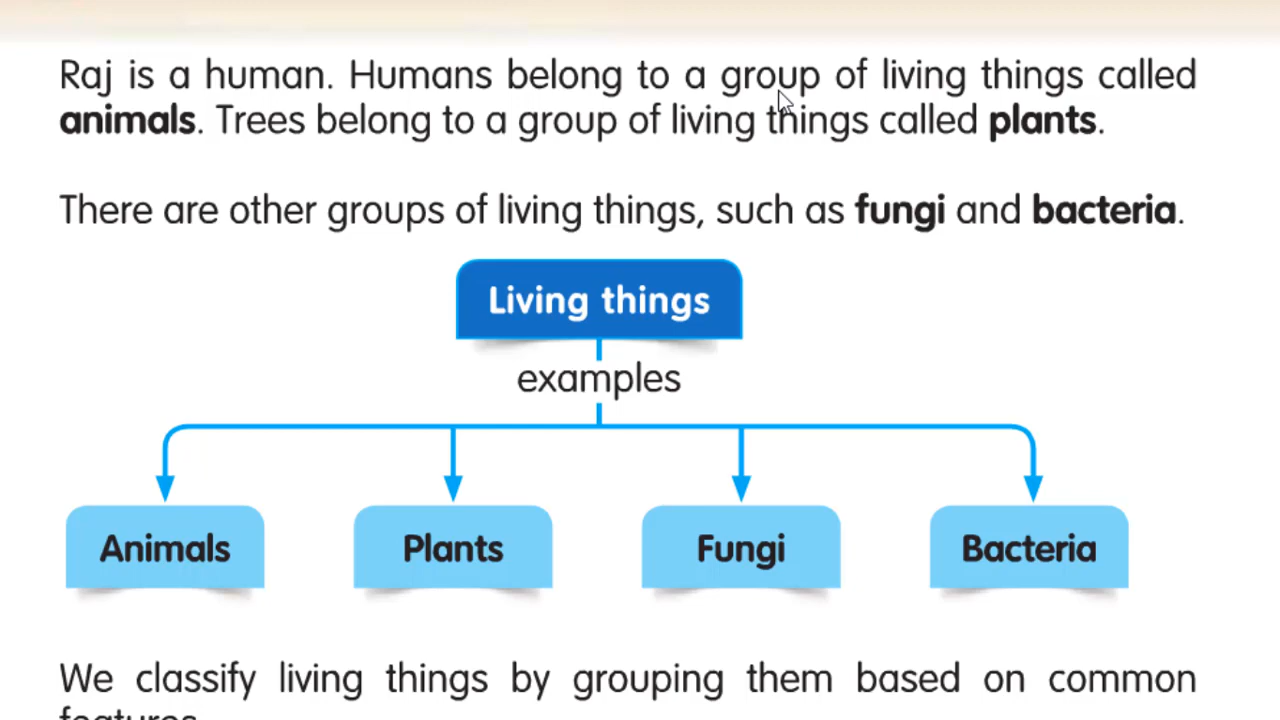 Raj is a human. Humans belong to a group of living things called
animals. Trees belong to a group of living things called plants.
There are other groups of living things, such as fungi and bacteria.
Living things
examples
Animals
Plants
Fungi
Bacteria
We classify living things by grouping them based on common
features.